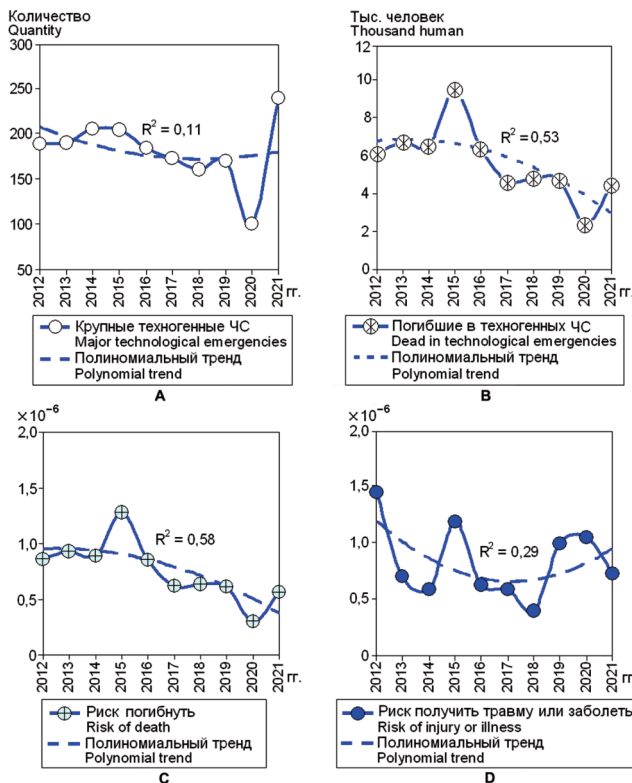 Количество
Quantity
300
250
200
150
100
50
R² = 0,11
2012
2013
2014
2015
2016
2017
2018
2019
2020
2021
гг.
Крупные техногенные ЧС
Major technological emergencies
Полиномиальный тренд
Polynomial trend
A
Тыс. человек
Thousand human
12
10
8
6
4
2
0
R² = 0,53
2012
2013
2014
2015
2016
2017
2018
2019
2020
2021
гг.
Погибшие в техногенных ЧС
Dead in technological emergencies
Полиномиальный тренд
Polynomial trend
B
×10⁻⁶
2,0
1,5
1,0
0,5
0
R² = 0,58
2012
2013
2014
2015
2016
2017
2018
2019
2020
2021
гг.
Риск погибнуть
Risk of death
Полиномиальный тренд
Polynomial trend
C
×10⁻⁶
2,0
1,5
1,0
0,5
0
R² = 0,29
2012
2013
2014
2015
2016
2017
2018
2019
2020
2021
гг.
Риск получить травму или заболеть
Risk of injury or illness
Полиномиальный тренд
Polynomial trend
D